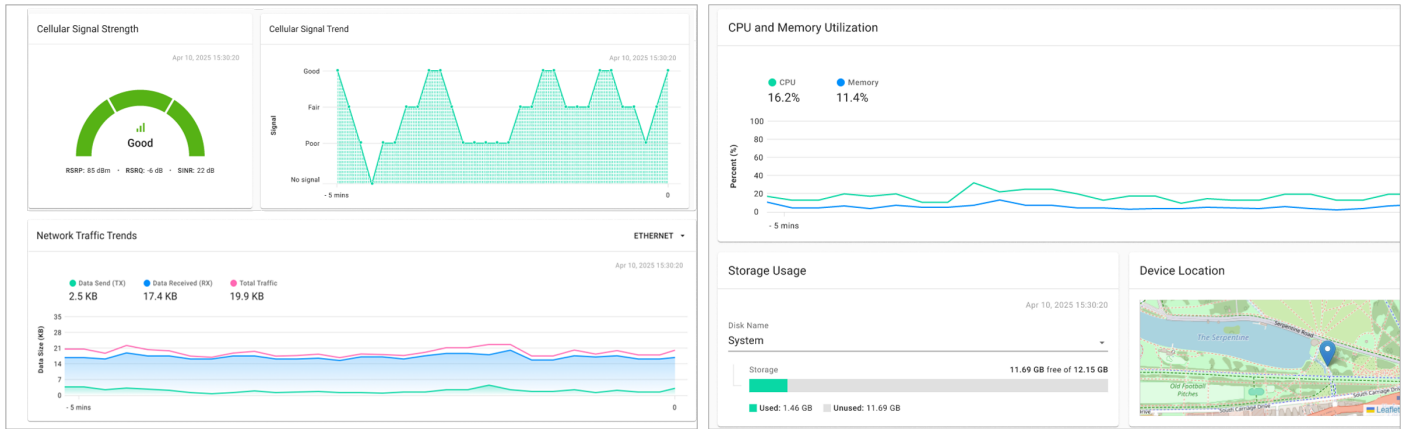 Cellular Signal Strength
Apr 10, 2025 15:30:20
Good
RSRP: 85 dBm • RSRQ: -6 dB • SINR: 22 dB
Cellular Signal Trend
Apr 10, 2025 15:30:20
Signal
Good
Fair
Poor
No signal
- 5 mins 0
Network Traffic Trends ETHERNET
Apr 10, 2025 15:30:20
Data Send (TX) Data Received (RX) Total Traffic
2.5 KB 17.4 KB 19.9 KB
Data Size (KB)
35
28
21
14
7
0
- 5 mins 0
CPU and Memory Utilization
CPU Memory
16.2% 11.4%
Percent (%)
100
80
60
40
20
0
- 5 mins
Storage Usage
Apr 10, 2025 15:30:20
Disk Name
System
Storage 11.69 GB free of 12.15 GB
Used: 1.46 GB Unused: 11.69 GB
Device Location
Serpentine Road
The Serpentine
Old Football
Pitches
South Carriage Drive
South Carriage Driv
Leaflet